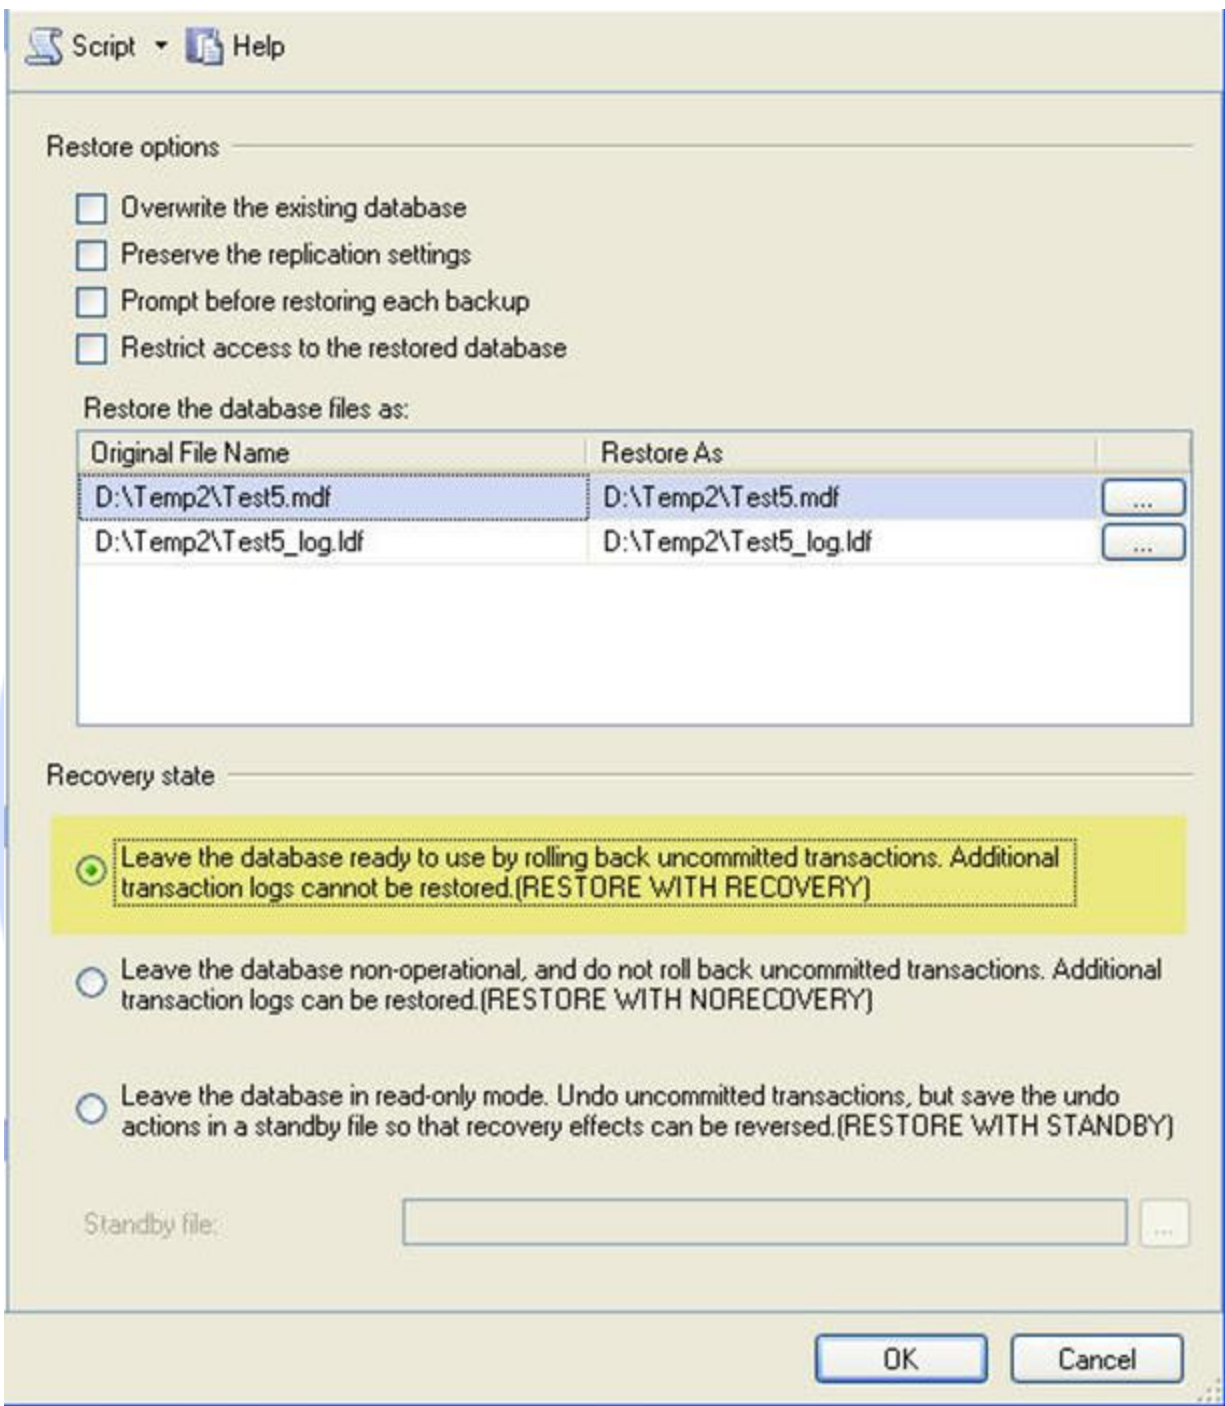 Script Help
Restore options
Overwrite the existing database
Preserve the replication settings
Prompt before restoring each backup
Restrict access to the restored database
Restore the database files as:
Original File Name Restore As
D:\Temp2\Test5.mdf D:\Temp2\Test5.mdf ...
D:\Temp2\Test5_log.ldf D:\Temp2\Test5_log.ldf ...
Recovery state
Leave the database ready to use by rolling back uncommitted transactions. Additional
transaction logs cannot be restored.(RESTORE WITH RECOVERY)
Leave the database non-operational, and do not roll back uncommitted transactions. Additional
transaction logs can be restored.(RESTORE WITH NORECOVERY)
Leave the database in read-only mode. Undo uncommitted transactions, but save the undo
actions in a standby file so that recovery effects can be reversed.(RESTORE WITH STANDBY)
Standby file: ...
OK Cancel